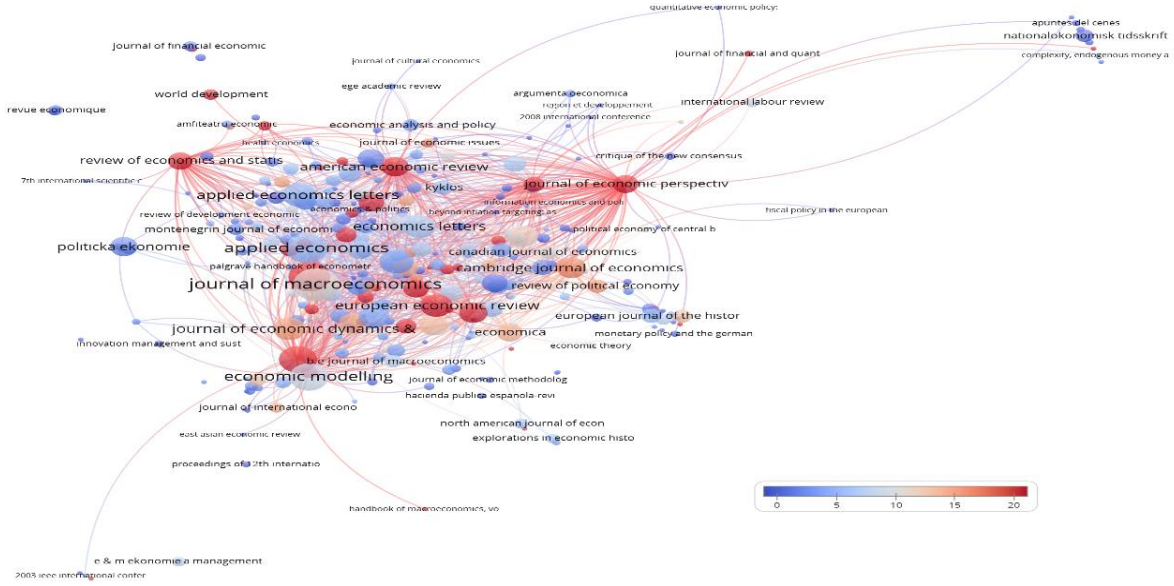 quantitative economic policy:
apuntes del cenes
nationalokonomisk tidsskrift
complexity, endogenous money a
journal of financial economic
journal of financial and quant
journal of cultural economics
ege academic review
world development
argumenta oeconomica
international labour review
region et developpement
revue economique
2008 international conference
amfiteatru economic
economic analysis and policy
health economics
journal of economic issues
critique of the new consensus
review of economics and statis
american economic review
7th international scientific c
journal of economic perspectiv
kyklos
applied economics letters
information economics and poli
economics & politics
beyond inflation targeting: as
fiscal policy in the european
review of development economic
montenegrin journal of economi
economics letters
political economy of central b
politicka ekonomie
applied economics
canadian journal of economics
palgrave handbook of econometr
cambridge journal of economics
journal of macroeconomics
review of political economy
european economic review
european journal of the histor
journal of economic dynamics &
economica
monetary policy and the german
innovation management and sust
economic theory
b.e journal of macroeconomics
economic modelling
journal of economic methodolog
hacienda publica espanola-revi
journal of international econo
north american journal of econ
east asian economic review
explorations in economic histo
proceedings of 12th internatio
handbook of macroeconomics, vo
0 5 10 15 20
e & m ekonomie a management
2003 ieee international confer